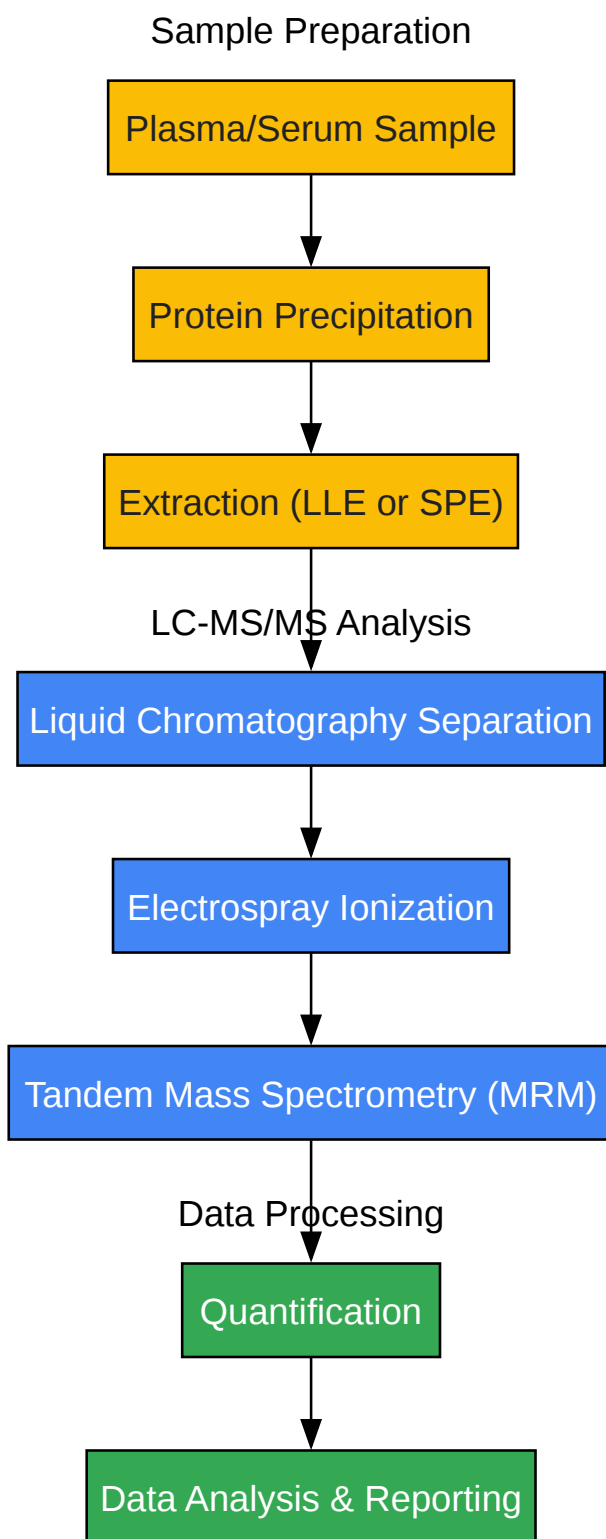 Sample Preparation
Plasma/Serum Sample
Protein Precipitation
Extraction (LLE or SPE)
LC-MS/MS Analysis
Liquid Chromatography Separation
Electrospray Ionization
Tandem Mass Spectrometry (MRM)
Data Processing
Quantification
Data Analysis & Reporting